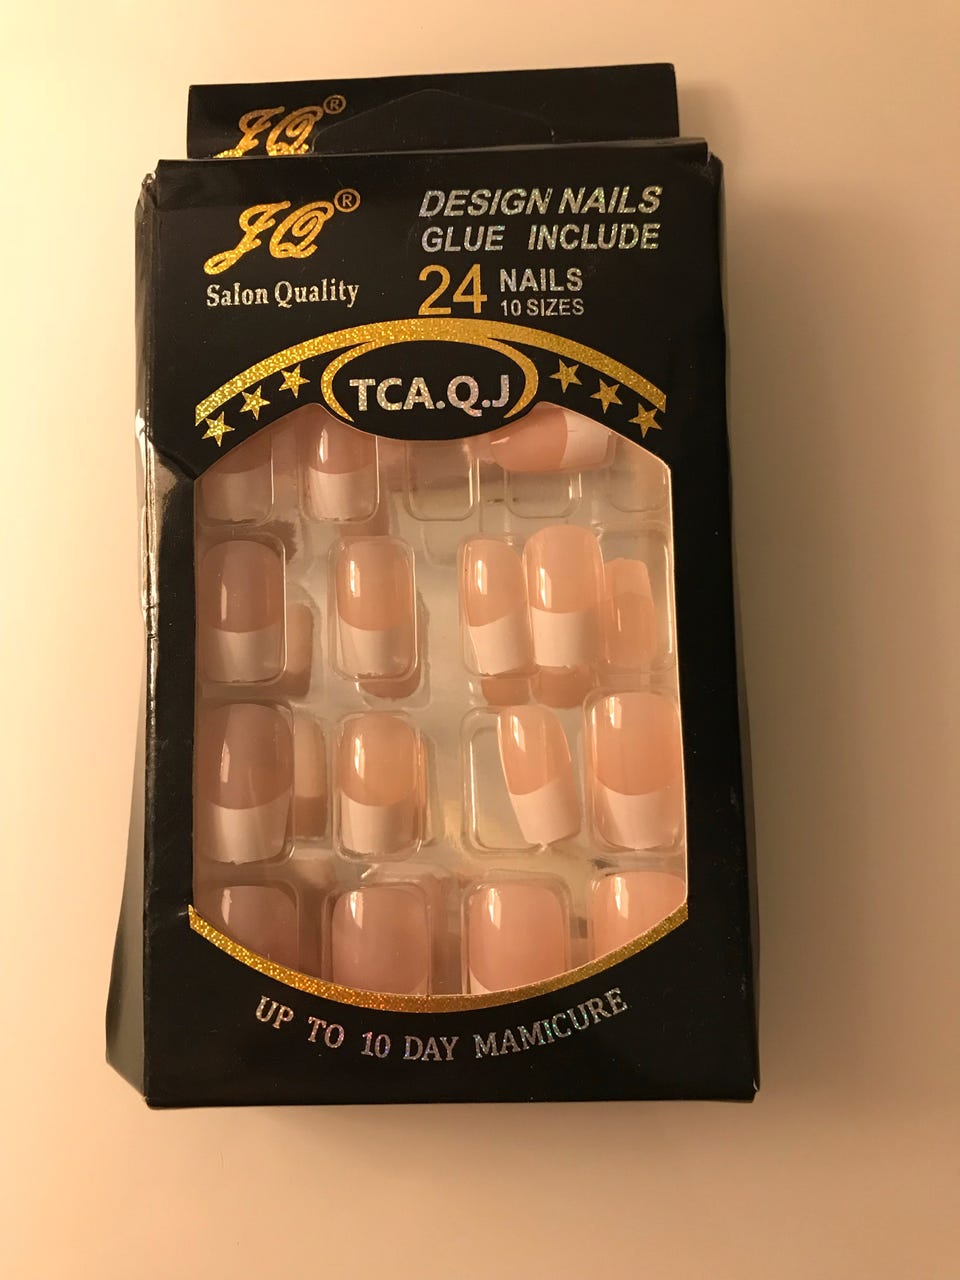 JQ®
JQ®
Salon Quality
DESIGN NAILS
GLUE INCLUDE
24 NAILS
10 SIZES
TCA.Q.J
UP TO 10 DAY MAMICURE